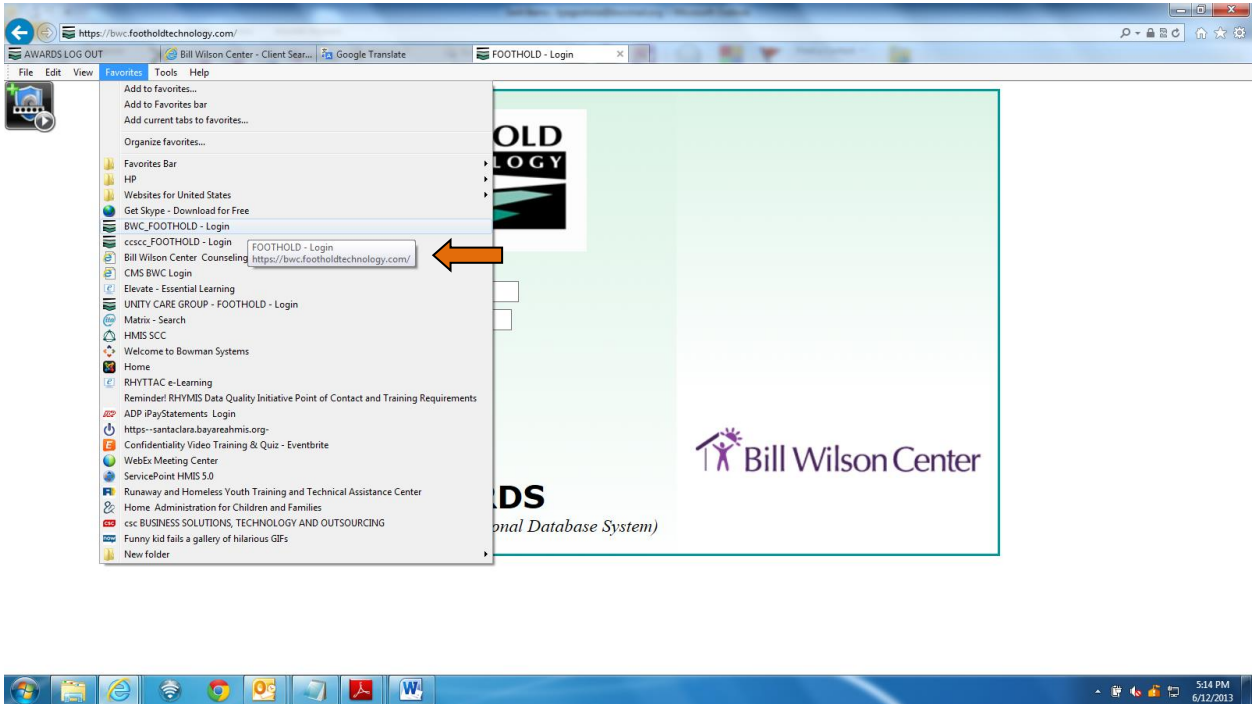 https://bwc.footholdtechnology.com/
AWARDS LOG OUT
Bill Wilson Center - Client Sear...
Google Translate
FOOTHOLD - Login
File Edit View Favorites Tools Help
Add to favorites...
Add to Favorites bar
Add current tabs to favorites...
Organize favorites...
Favorites Bar
HP
Websites for United States
Get Skype - Download for Free
BWC_FOOTHOLD - Login
ccscc_FOOTHOLD - Login
Bill Wilson Center Counseling
FOOTHOLD - Login
https://bwc.footholdtechnology.com/
CMS BWC Login
Elevate - Essential Learning
UNITY CARE GROUP - FOOTHOLD - Login
Matrix - Search
HMIS SCC
Welcome to Bowman Systems
Home
RHYTTAC e-Learning
Reminder! RHYMIS Data Quality Initiative Point of Contact and Training Requirements
ADP iPayStatements Login
https--santaclara.bayareahmis.org-
Confidentiality Video Training & Quiz - Eventbrite
WebEx Meeting Center
ServicePoint HMIS 5.0
Runaway and Homeless Youth Training and Technical Assistance Center
Home Administration for Children and Families
csc BUSINESS SOLUTIONS, TECHNOLOGY AND OUTSOURCING
Funny kid fails a gallery of hilarious GIFs
New folder
OLD
LOGY
Bill Wilson Center
RDS
onal Database System)
5:14 PM
6/12/2013